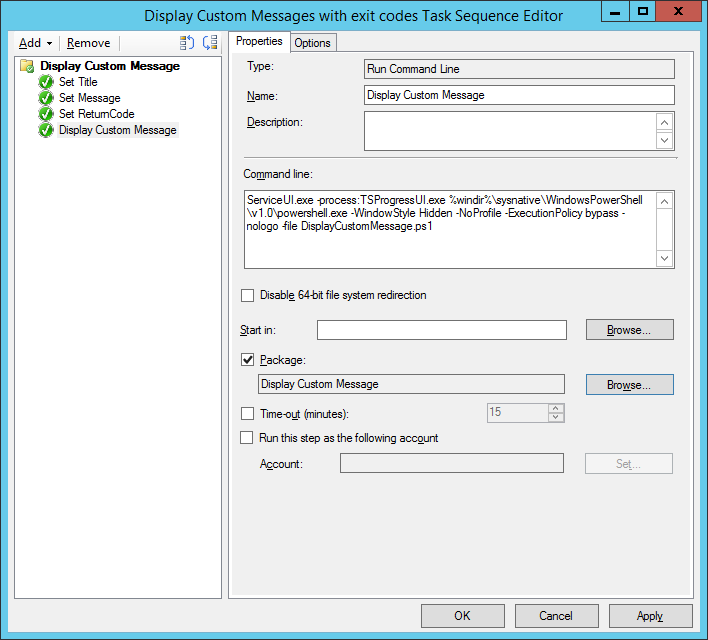 Display Custom Messages with exit codes Task Sequence Editor
Add Remove
Display Custom Message
Set Title
Set Message
Set ReturnCode
Display Custom Message
Properties Options
Type: Run Command Line
Name: Display Custom Message
Description:
Command line:
ServiceUI.exe -process:TSProgressUI.exe %windir%\sysnative\WindowsPowerShell
\v1.0\powershell.exe -WindowStyle Hidden -NoProfile -ExecutionPolicy bypass -
nologo -file DisplayCustomMessage.ps1
Disable 64-bit file system redirection
Start in: Browse...
Package:
Display Custom Message Browse...
Time-out (minutes): 15
Run this step as the following account
Account: Set...
OK Cancel Apply